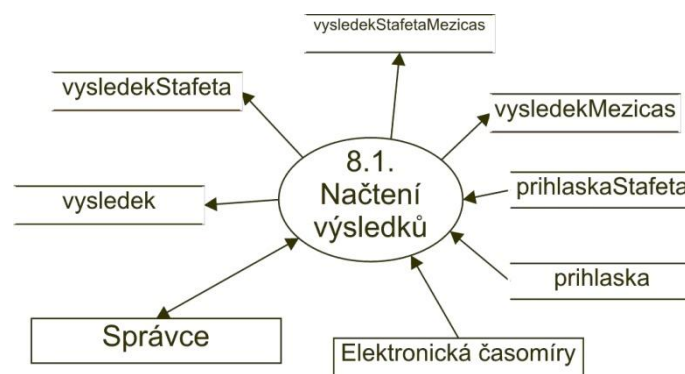 vysledekStafetaMezicas
vysledekStafeta
vysledekMezicas
8.1.
Načtení
výsledků
prihlaskaStafeta
vysledek
prihlaska
Správce
Elektronická časomíry